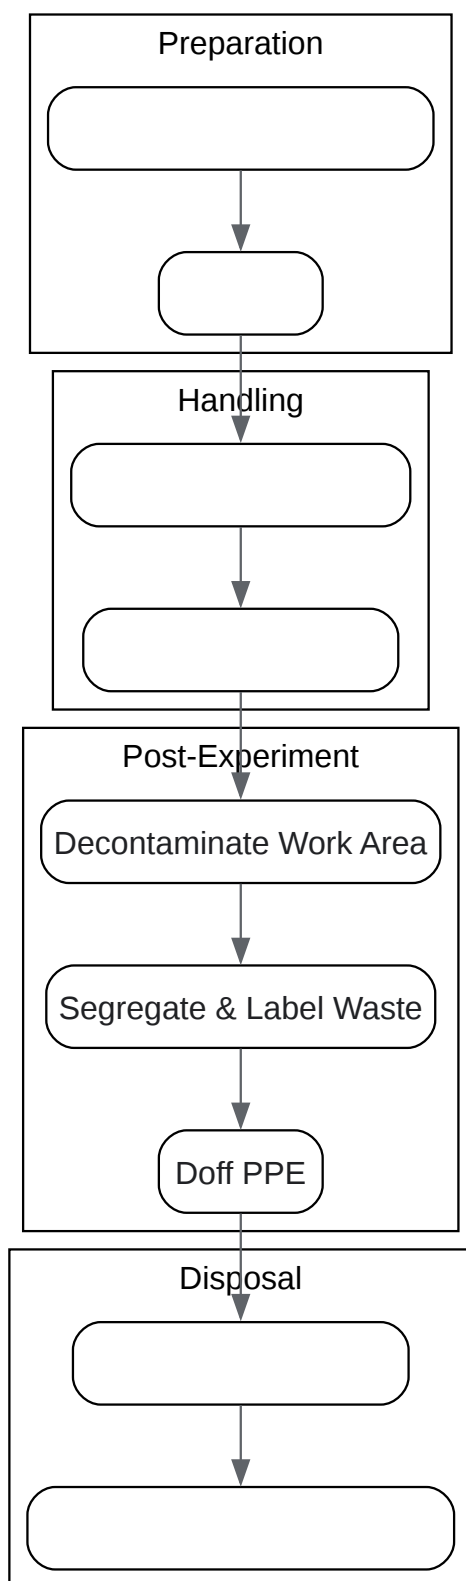 Preparation
Handling
Post-Experiment
Decontaminate Work Area
Segregate & Label Waste
Doff PPE
Disposal